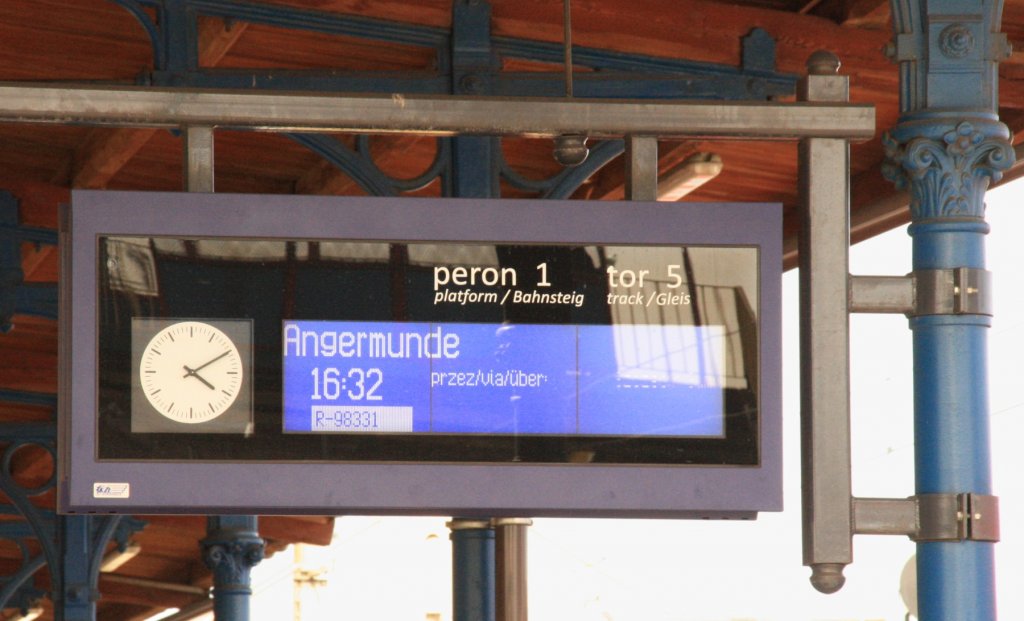 peron 1 tor 5
platform / Bahnsteig track / Gleis
Angermunde
16:32 przez/via/über:
R-98331